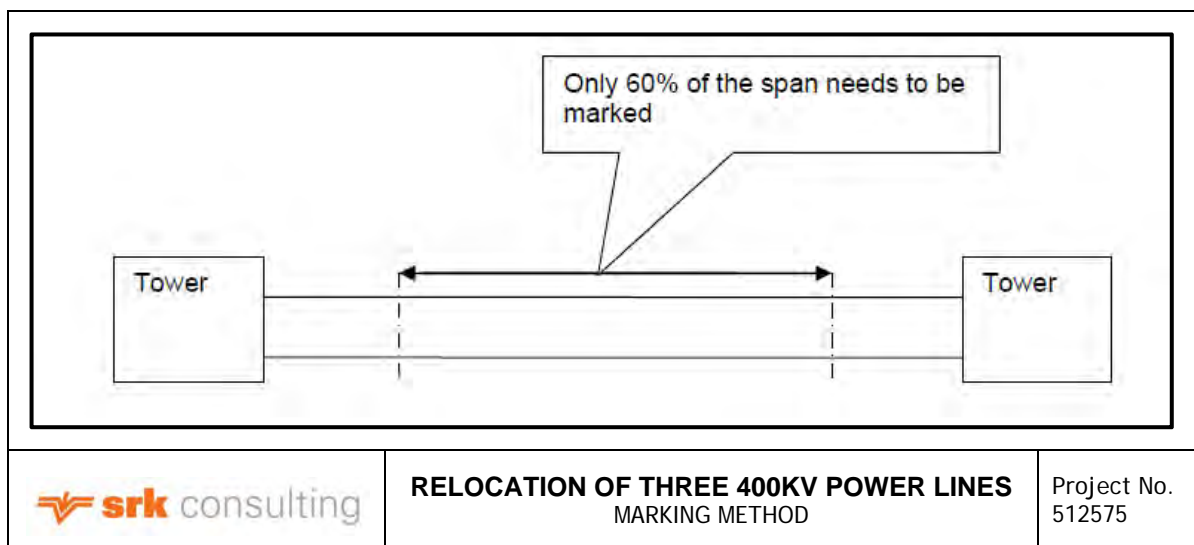 Only 60% of the span needs to be
marked
Tower
Tower
srk consulting
RELOCATION OF THREE 400KV POWER LINES
MARKING METHOD
Project No.
512575